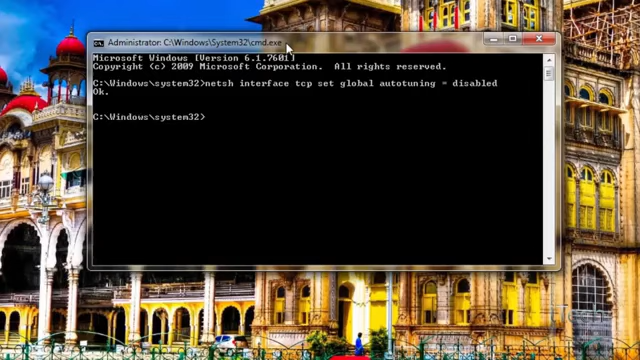 Administrator: C:\Windows\System32\cmd.exe
Microsoft Windows [Version 6.1.7601]
Copyright (c) 2009 Microsoft Corporation.  All rights reserved.
C:\Windows\system32>netsh interface tcp set global autotuning = disabled
Ok.
C:\Windows\system32>